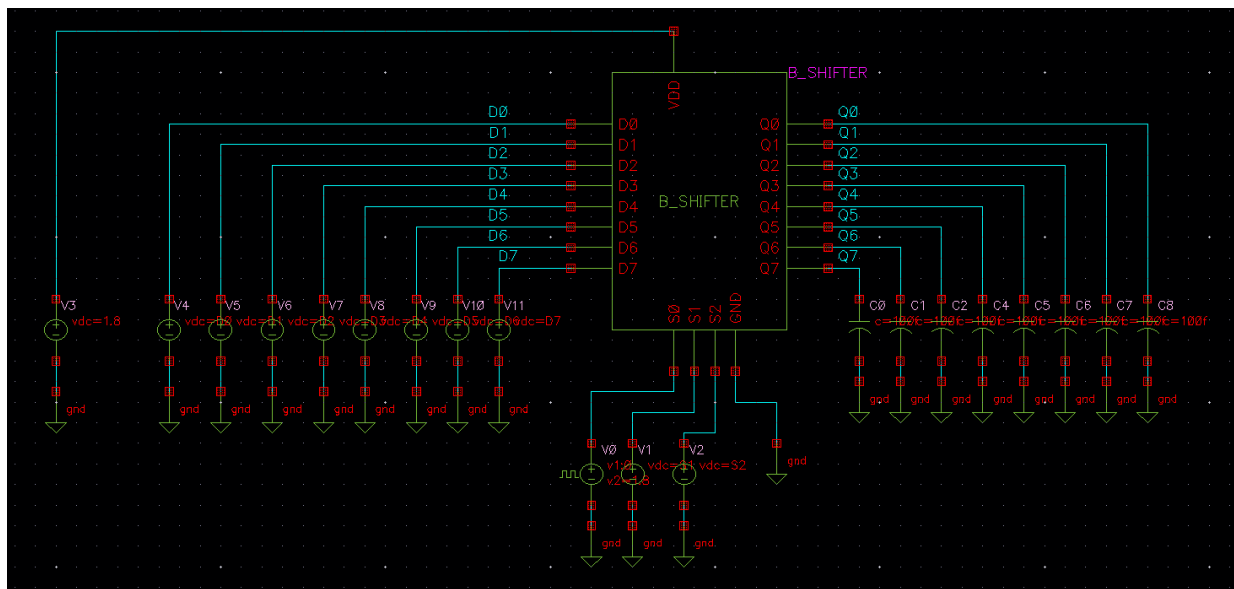 B_SHIFTER
VDD
D0
D1
D2
D3
D4
D5
D6
D7
D0
D1
D2
D3
D4
D5
D6
D7
B_SHIFTER
Q0
Q1
Q2
Q3
Q4
Q5
Q6
Q7
Q0
Q1
Q2
Q3
Q4
Q5
Q6
Q7
S0
S1
S2
GND
V3 V4 V5 V6 V7 V8 V9 V10 V11
vdc=1.8
vdc=D7
C0 C1 C2 C4 C5 C6 C7 C8
c=100f
gnd gnd gnd gnd gnd gnd gnd gnd gnd
gnd gnd gnd gnd gnd gnd gnd gnd
V0 V1 V2
vdc=S2
gnd
gnd gnd gnd